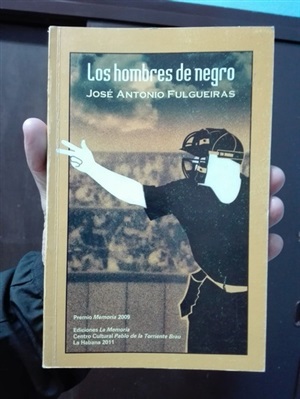 Los hombres de negro
JOSÉ ANTONIO FULGUEIRAS
Premio Memoria 2009
Ediciones La Memoria
Centro Cultural Pablo de la Torriente Brau
La Habana 2011